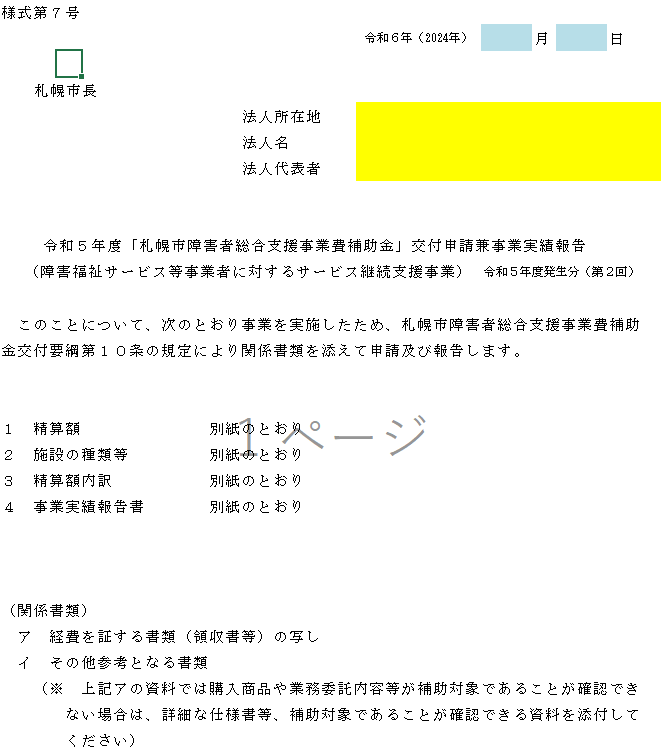 様式第７号
令和６年（2024年） 月 日
札幌市長
法人所在地
法人名
法人代表者
令和５年度「札幌市障害者総合支援事業費補助金」交付申請兼事業実績報告
（障害福祉サービス等事業者に対するサービス継続支援事業） 令和５年度発生分（第２回）
このことについて、次のとおり事業を実施したため、札幌市障害者総合支援事業費補助
金交付要綱第１０条の規定により関係書類を添えて申請及び報告します。
１ 精算額 別紙のとおり
1 ページ
２ 施設の種類等 別紙のとおり
３ 精算額内訳 別紙のとおり
４ 事業実績報告書 別紙のとおり
（関係書類）
ア 経費を証する書類（領収書等）の写し
イ その他参考となる書類
（※ 上記アの資料では購入商品や業務委託内容等が補助対象であることが確認でき
ない場合は、詳細な仕様書等、補助対象であることが確認できる資料を添付して
ください）